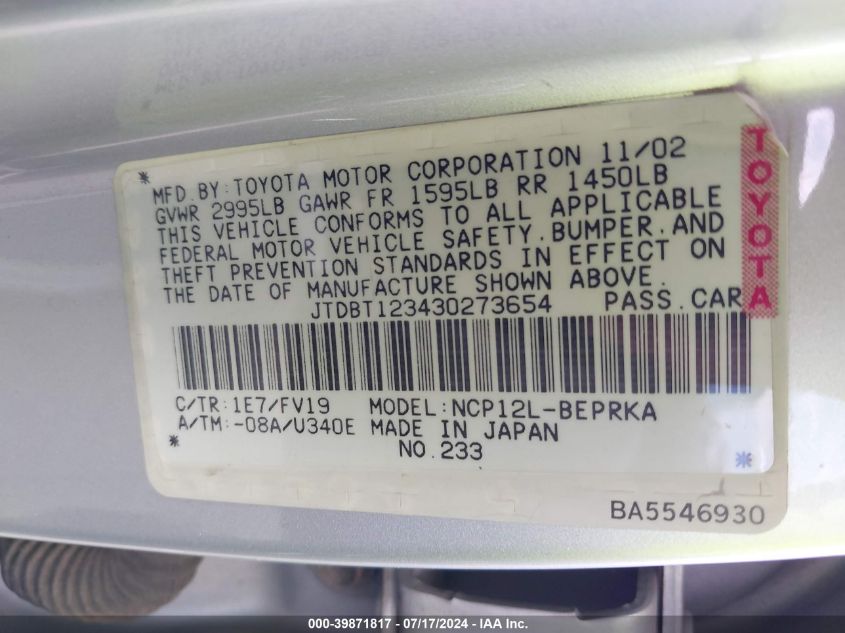 MFD.BY:TOYOTA MOTOR CORPORATION 11/02
GVWR 2995LB GAWR FR 1595LB RR 1450LB
THIS VEHICLE CONFORMS TO ALL APPLICABLE
FEDERAL MOTOR VEHICLE SAFETY,BUMPER,AND
THEFT PREVENTION STANDARDS IN EFFECT ON
THE DATE OF MANUFACTURE SHOWN ABOVE.
JTDBT123430273654 PASS.CAR
TOYOTA
C/TR:1E7/FV19 MODEL:NCP12L-BEPRKA
A/TM:-08A/U340E MADE IN JAPAN
NO.233
BA5546930
000-39871817 - 07/17/2024 - IAA Inc.